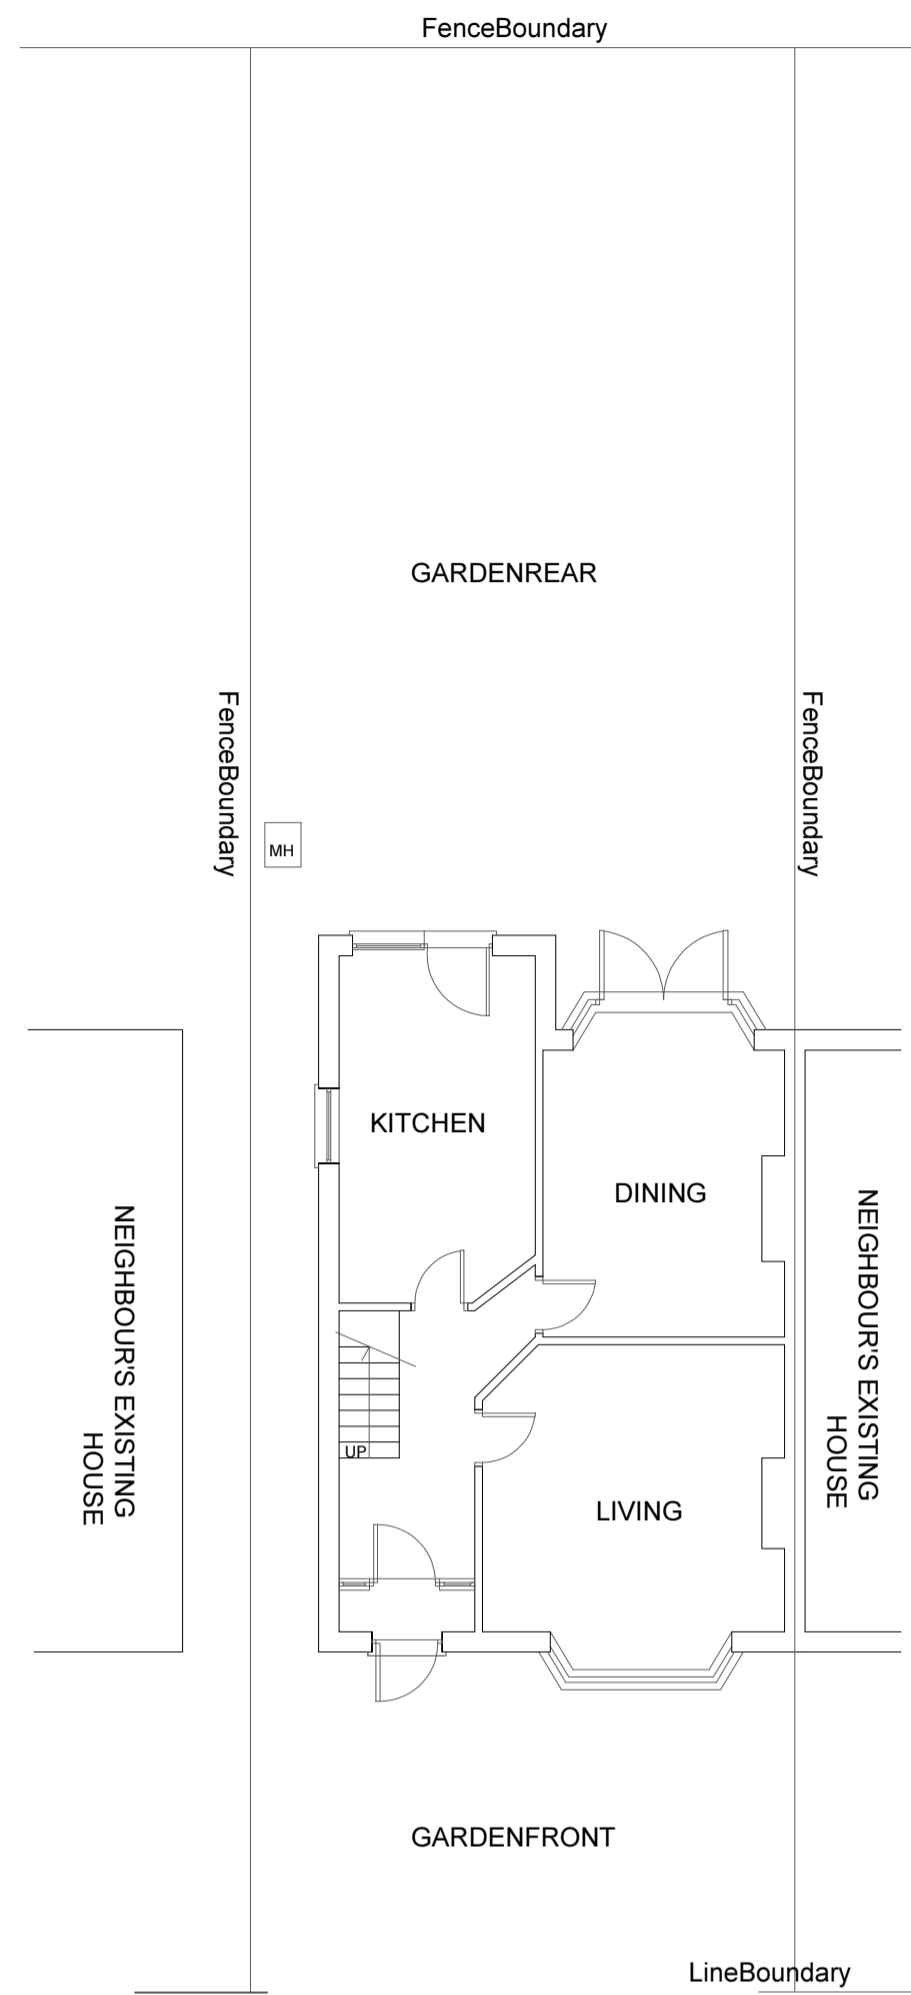 FenceBoundary
GARDENREAR
FenceBoundary
FenceBoundary
MH
KITCHEN
DINING
NEIGHBOUR'S EXISTING
HOUSE
NEIGHBOUR'S EXISTING
HOUSE
UP
LIVING
GARDENFRONT
LineBoundary